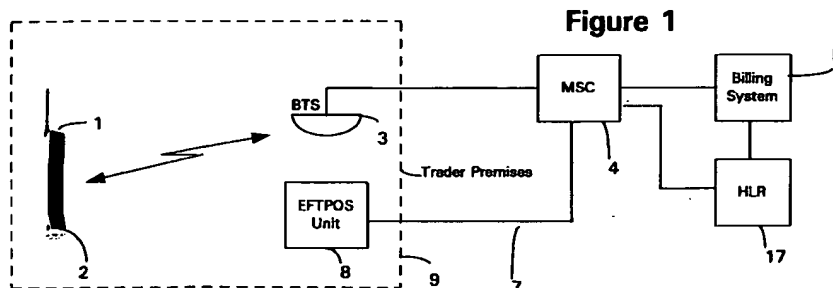 Figure 1
1
BTS
3
MSC
4
Billing
System
Trader Premises
EFTPOS
Unit
HLR
2
8
9
7
17